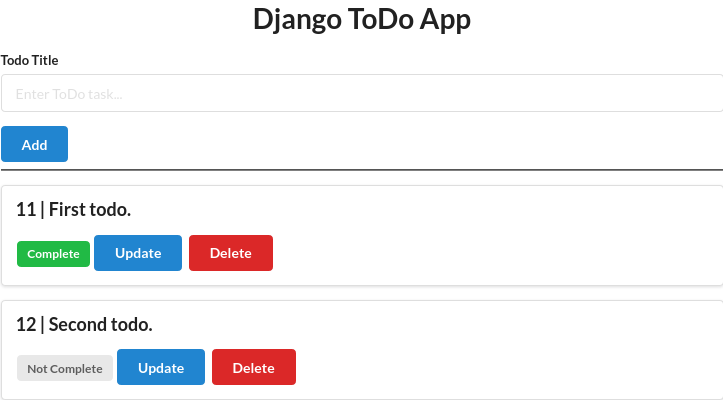 Django ToDo App
Todo Title
Enter ToDo task...
Add
11 | First todo.
Complete Update Delete
12 | Second todo.
Not Complete Update Delete